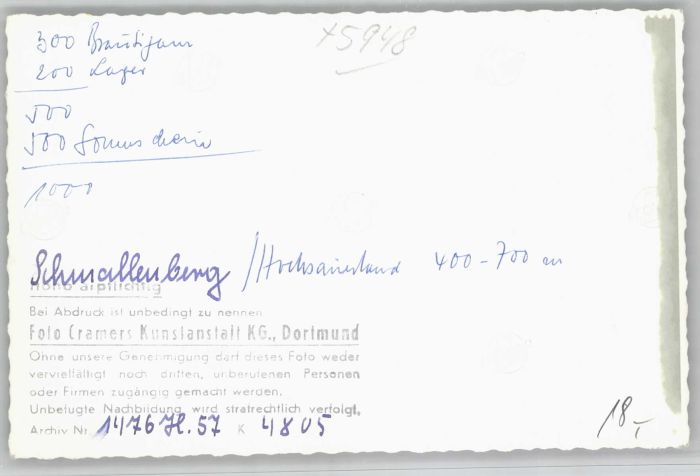 300 Bräutigam
200 Lager
500
500 Sonnenschein
1000
+5948
Schmallenberg / Hochsauerland 400-700 m
Honorarpflichtig
Bei Abdruck ist unbedingt zu nennen
Foto Cramers Kunstanstalt KG., Dortmund
Ohne unsere Genehmigung darf dieses Foto weder
vervielfältigt noch dritten, unberufenen Personen
oder Firmen zugängig gemacht werden.
Unbefugte Nachbildung wird strafrechtlich verfolgt.
Archiv Nr. 1476 H. 57 K 4805
18,-